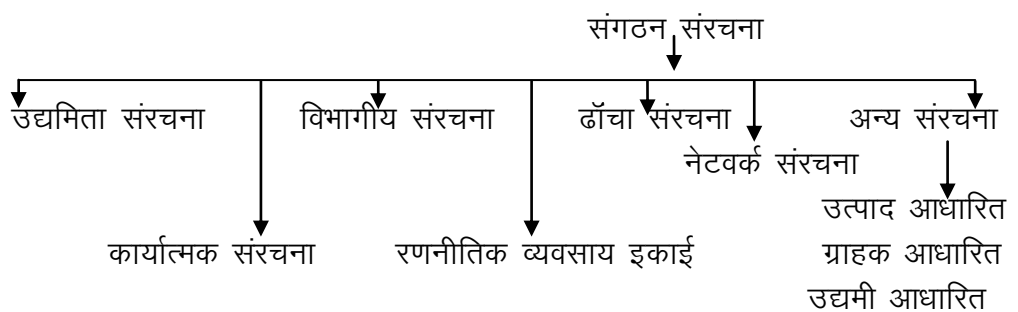 संगठन संरचना
उद्यमिता संरचना विभागीय संरचना ढॉचा संरचना अन्य संरचना
नेटवर्क संरचना
उत्पाद आधारित
कार्यात्मक संरचना रणनीतिक व्यवसाय इकाई ग्राहक आधारित
उद्यमी आधारित